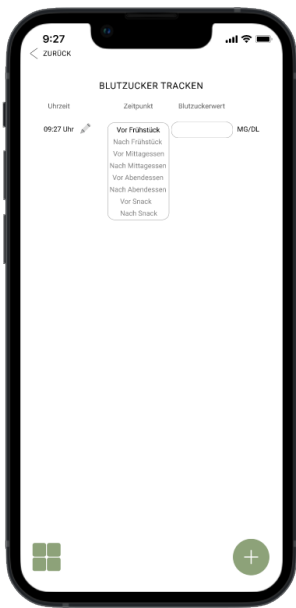 9:27
ZURÜCK
BLUTZUCKER TRACKEN
Uhrzeit Zeitpunkt Blutzuckerwert
09:27 Uhr Vor Frühstück MG/DL
Nach Frühstück
Vor Mittagessen
Nach Mittagessen
Vor Abendessen
Nach Abendessen
Vor Snack
Nach Snack